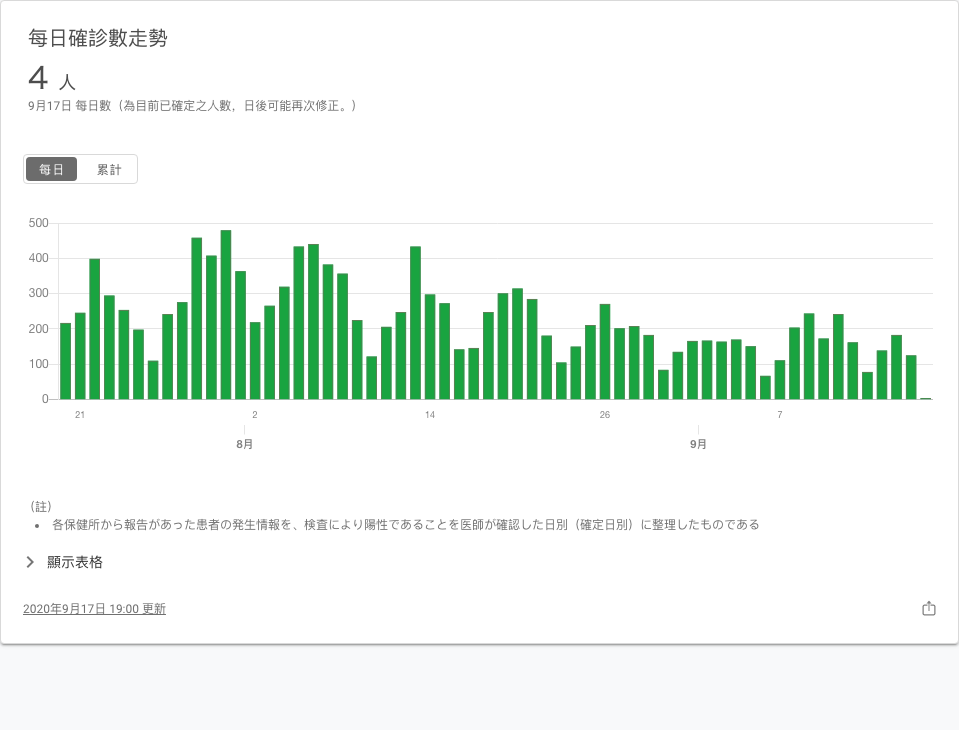 每日確診數走勢
4 人
9月17日 每日數（為目前已確定之人數，日後可能再次修正。）
每日 累計
500
400
300
200
100
0
21 2 14 26 7
8月 9月
（註）
• 各保健所から報告があった患者の発生情報を、検査により陽性であることを医師が確認した日別（確定日別）に整理したものである
顯示表格
2020年9月17日 19:00 更新